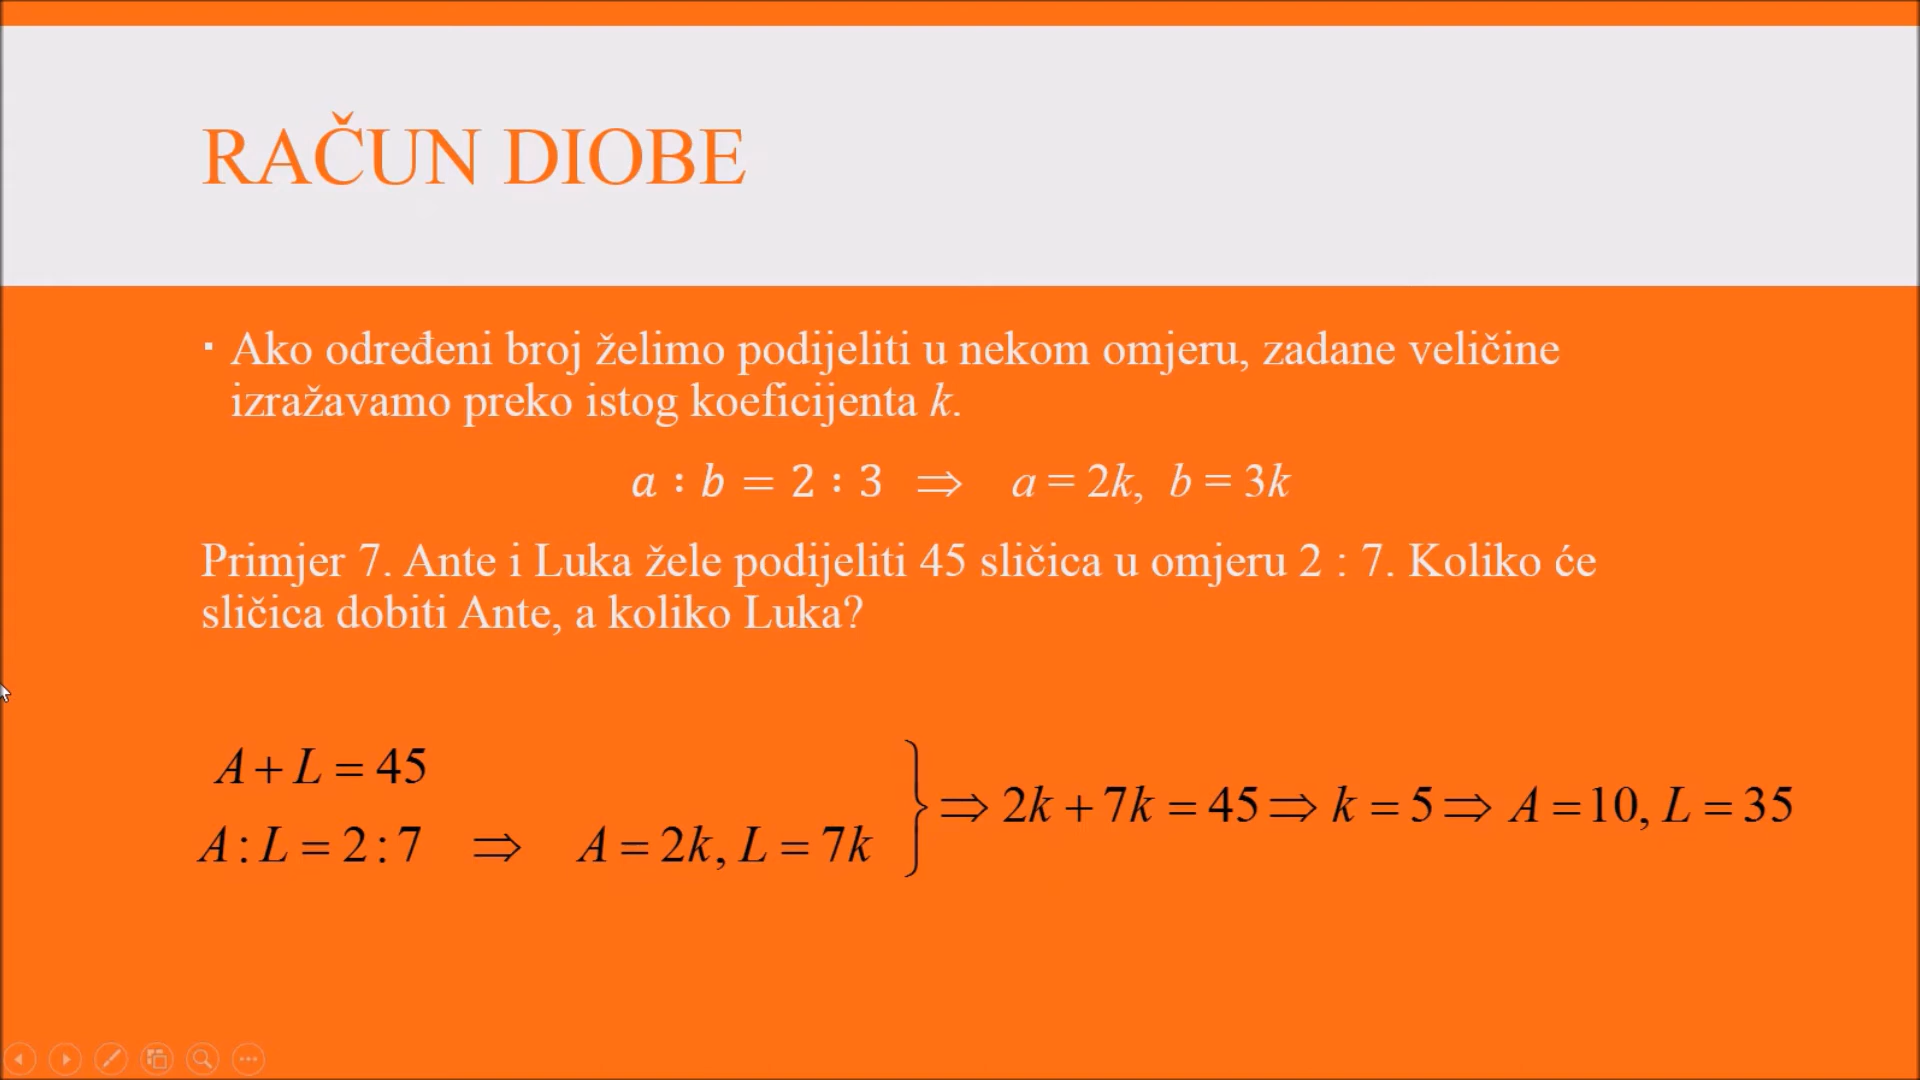 RAČUN DIOBE
▪ Ako određeni broj želimo podijeliti u nekom omjeru, zadane veličine
izražavamo preko istog koeficijenta k.
a : b = 2 : 3 ⇒ a = 2k, b = 3k
Primjer 7. Ante i Luka žele podijeliti 45 sličica u omjeru 2 : 7. Koliko će
sličica dobiti Ante, a koliko Luka?
A + L = 45
A : L = 2 : 7 ⇒ A = 2k, L = 7k
} ⇒ 2k + 7k = 45 ⇒ k = 5 ⇒ A = 10, L = 35